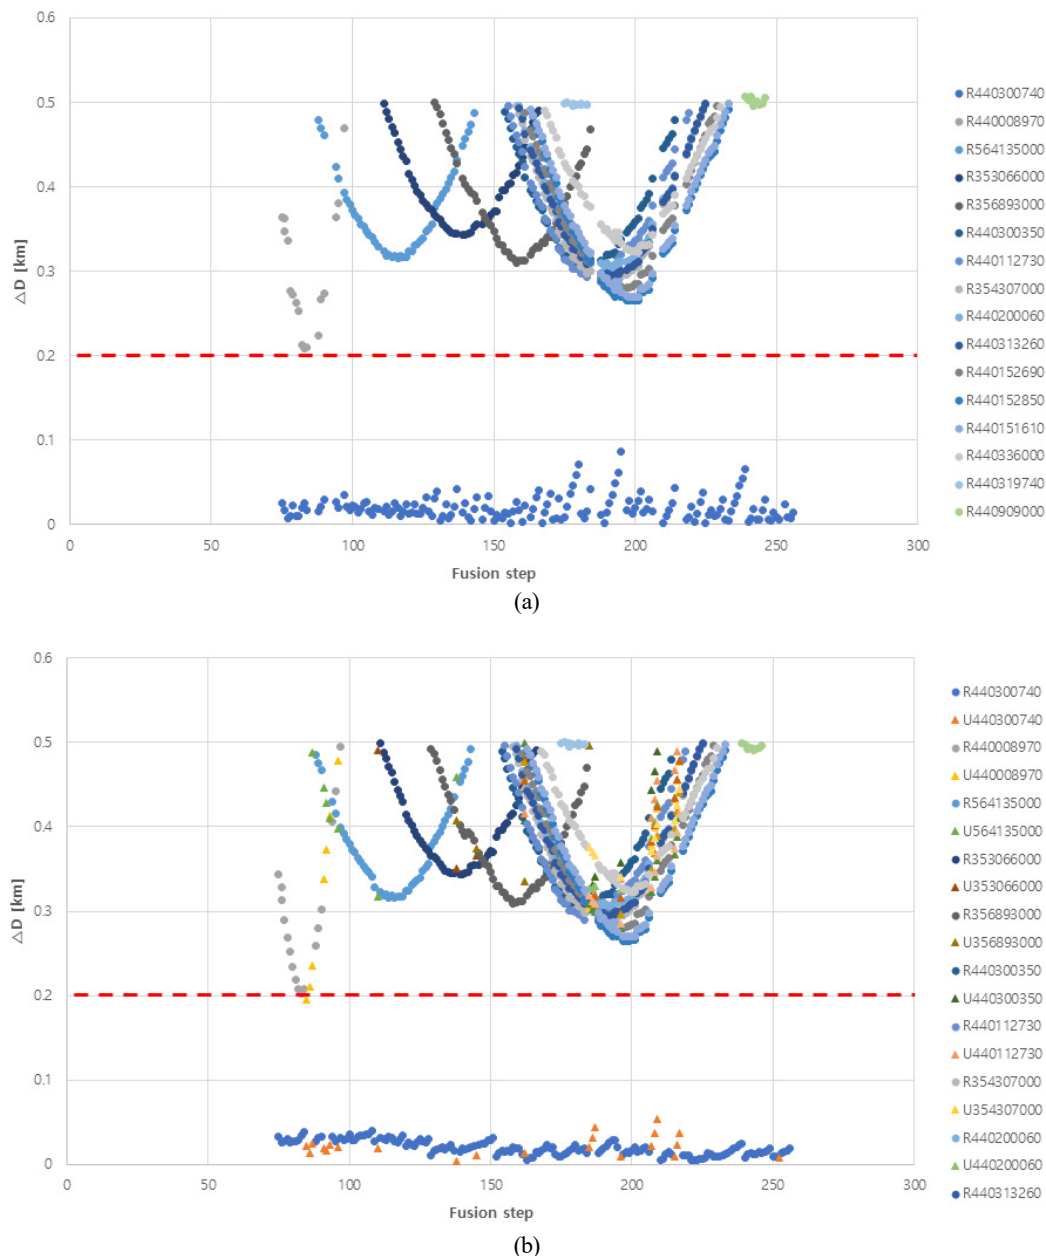 0.6
0.5
0.4
0.3
0.2
0.1
0
△D [km]
0 50 100 150 200 250 300
Fusion step
R440300740
R440008970
R564135000
R353066000
R356893000
R440300350
R440112730
R354307000
R440200060
R440313260
R440152690
R440152850
R440151610
R440336000
R440319740
R440909000
(a)
0.6
0.5
0.4
0.3
0.2
0.1
0
△D [km]
0 50 100 150 200 250 300
Fusion step
R440300740
U440300740
R440008970
U440008970
R564135000
U564135000
R353066000
U353066000
R356893000
U356893000
R440300350
U440300350
R440112730
U440112730
R354307000
U354307000
R440200060
U440200060
R440313260
(b)